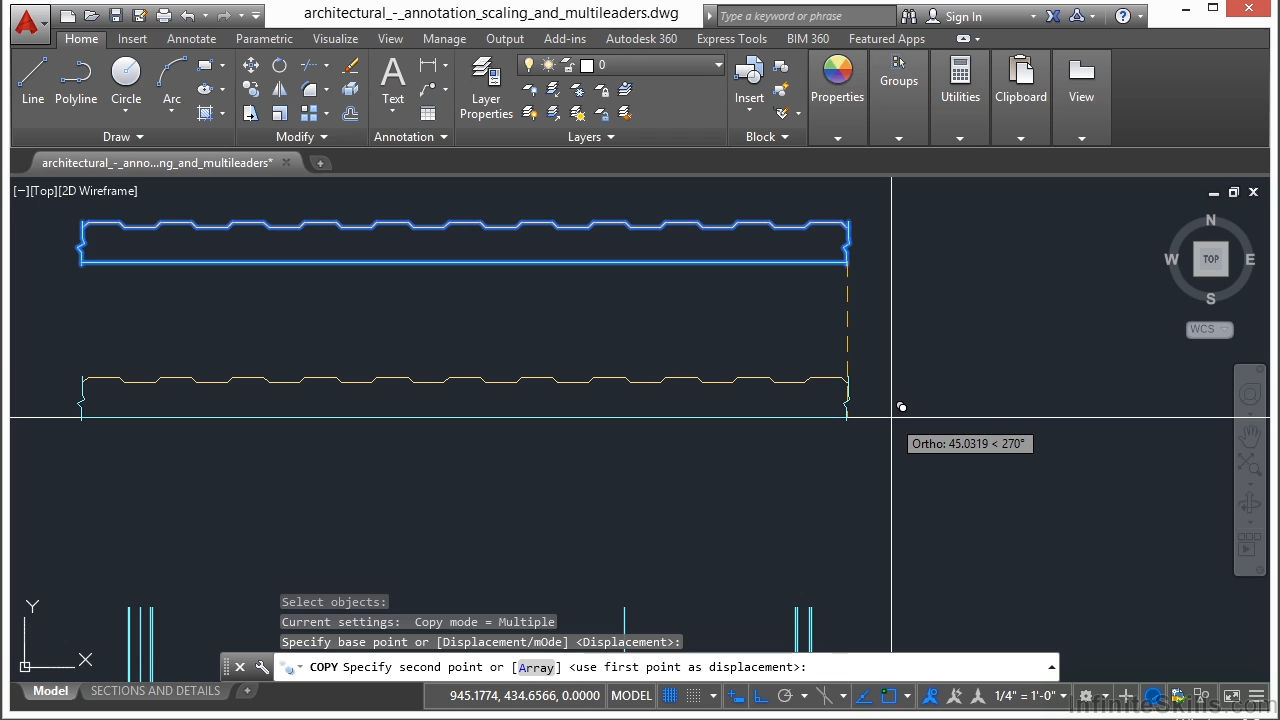 architectural_-_annotation_scaling_and_multileaders.dwg
Type a keyword or phrase
Sign In
Home Insert Annotate Parametric Visualize View Manage Output Add-ins Autodesk 360 Express Tools BIM 360 Featured Apps
Line Polyline Circle Arc
Text
Layer Properties
0
Insert
Properties
Groups
Utilities
Clipboard
View
Draw
Modify
Annotation
Layers
Block
architectural_-_anno...ng_and_multileaders*
[−][Top][2D Wireframe]
N
W TOP E
S
WCS
Ortho: 45.0319 < 270°
Y
X
Select objects:
Current settings: Copy mode = Multiple
Specify base point or [Displacement/mOde] <Displacement>:
COPY Specify second point or [Array] <use first point as displacement>:
Model SECTIONS AND DETAILS
945.1774, 434.6566, 0.0000 MODEL
1/4" = 1'-0"
InfiniteSkills.com